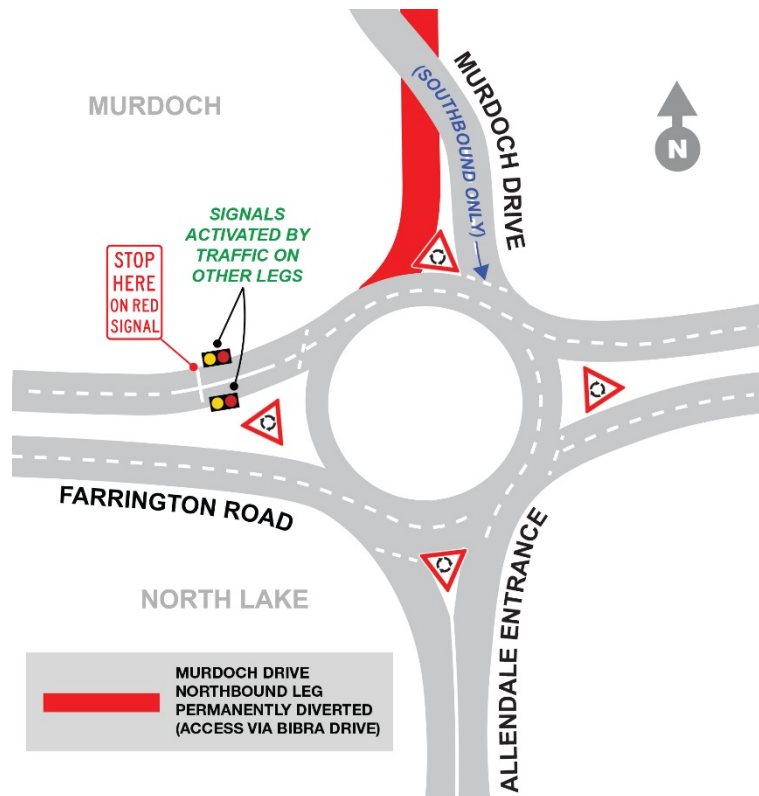 MURDOCH
MURDOCH DRIVE
(SOUTHBOUND ONLY)
N
SIGNALS
ACTIVATED BY
TRAFFIC ON
OTHER LEGS
STOP
HERE
ON RED
SIGNAL
FARRINGTON ROAD
ALLENDALE ENTRANCE
NORTH LAKE
MURDOCH DRIVE
NORTHBOUND LEG
PERMANENTLY DIVERTED
(ACCESS VIA BIBRA DRIVE)